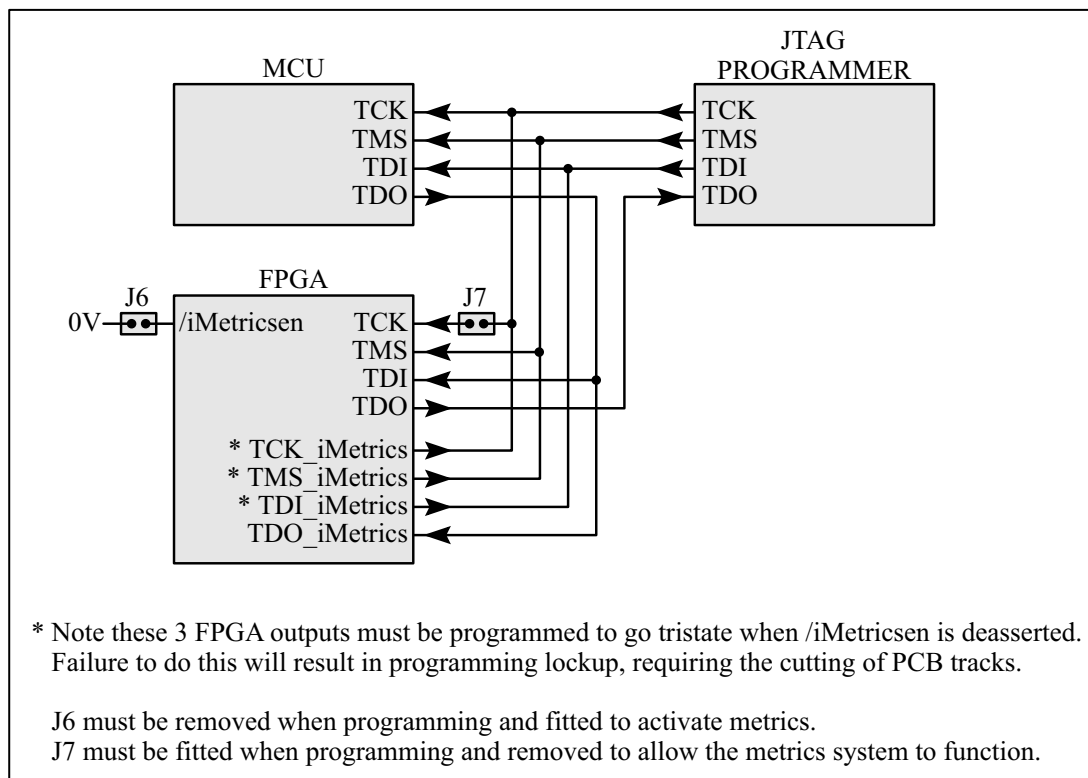 JTAG
PROGRAMMER
MCU
TCK
TMS
TDI
TDO
TCK
TMS
TDI
TDO
FPGA
J6
J7
0V
/iMetricsen
TCK
TMS
TDI
TDO
* TCK_iMetrics
* TMS_iMetrics
* TDI_iMetrics
TDO_iMetrics
* Note these 3 FPGA outputs must be programmed to go tristate when /iMetricsen is deasserted.
Failure to do this will result in programming lockup, requiring the cutting of PCB tracks.
J6 must be removed when programming and fitted to activate metrics.
J7 must be fitted when programming and removed to allow the metrics system to function.